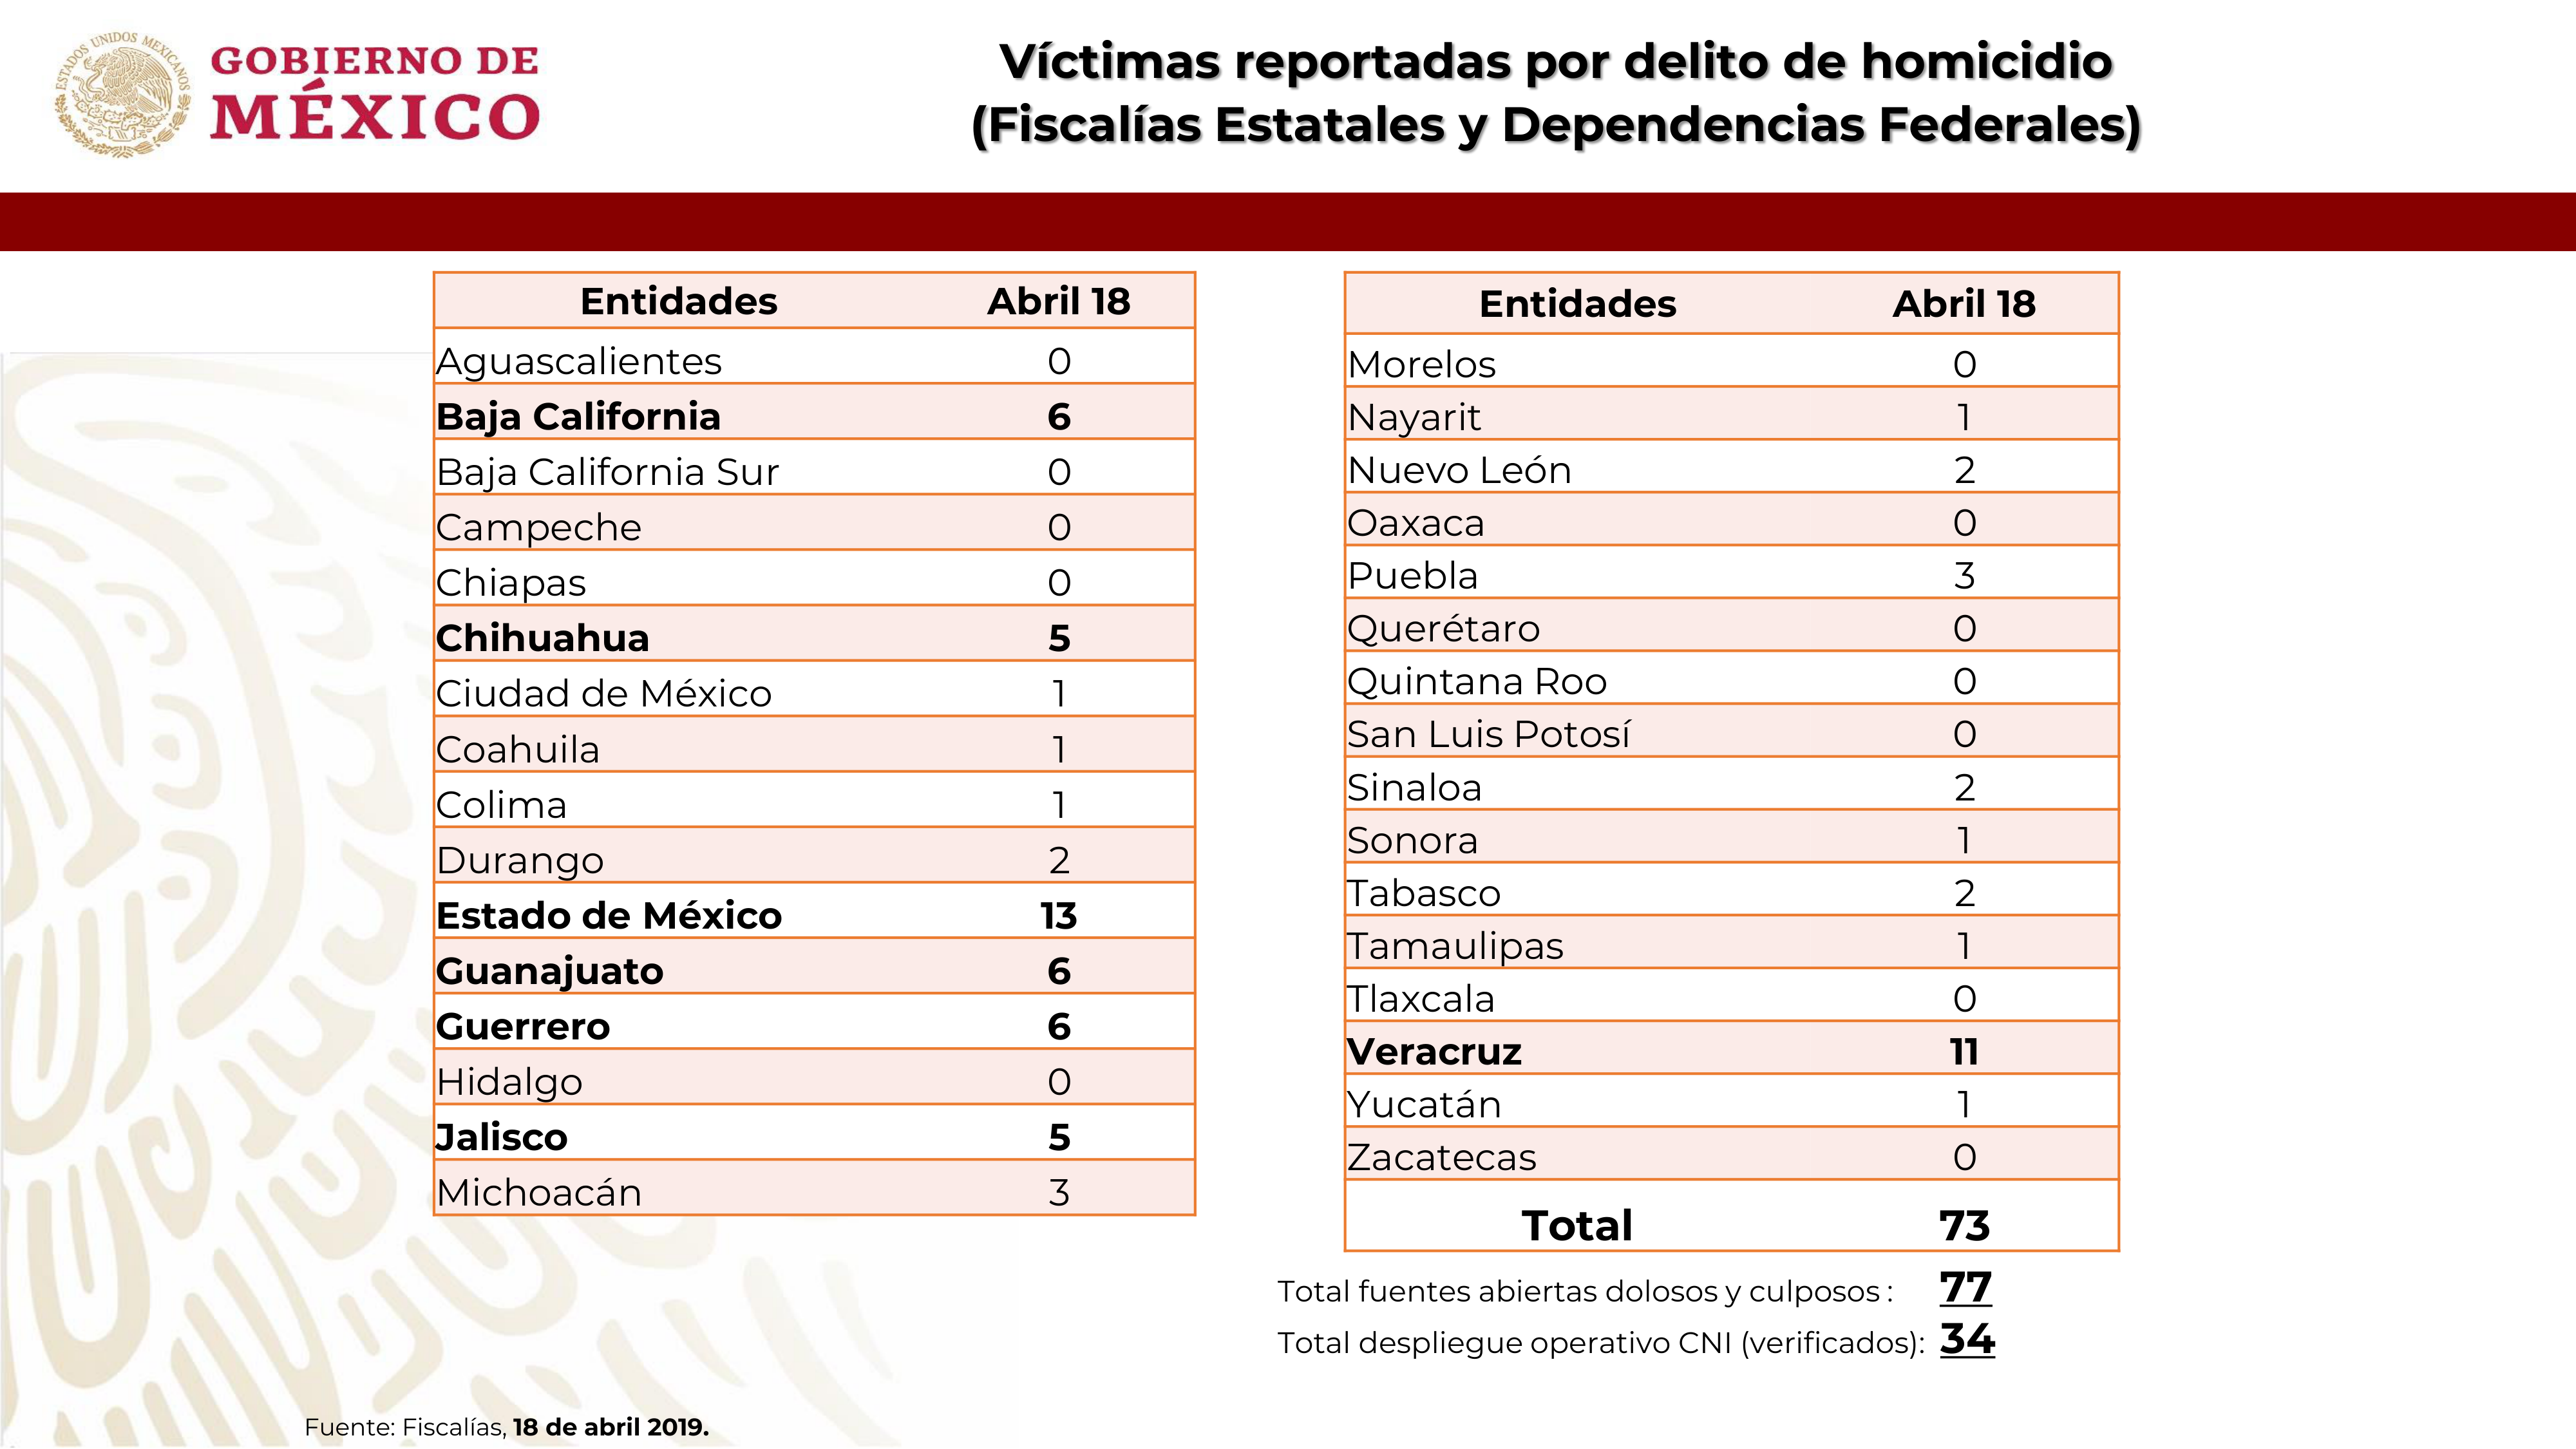 ESTADOS UNIDOS MEXICANOS
GOBIERNO DE
MÉXICO
Víctimas reportadas por delito de homicidio
(Fiscalías Estatales y Dependencias Federales)
Entidades Abril 18
Aguascalientes 0
Baja California 6
Baja California Sur 0
Campeche 0
Chiapas 0
Chihuahua 5
Ciudad de México 1
Coahuila 1
Colima 1
Durango 2
Estado de México 13
Guanajuato 6
Guerrero 6
Hidalgo 0
Jalisco 5
Michoacán 3
Entidades Abril 18
Morelos 0
Nayarit 1
Nuevo León 2
Oaxaca 0
Puebla 3
Querétaro 0
Quintana Roo 0
San Luis Potosí 0
Sinaloa 2
Sonora 1
Tabasco 2
Tamaulipas 1
Tlaxcala 0
Veracruz 11
Yucatán 1
Zacatecas 0
Total 73
Total fuentes abiertas dolosos y culposos : 77
Total despliegue operativo CNI (verificados): 34
Fuente: Fiscalías, 18 de abril 2019.